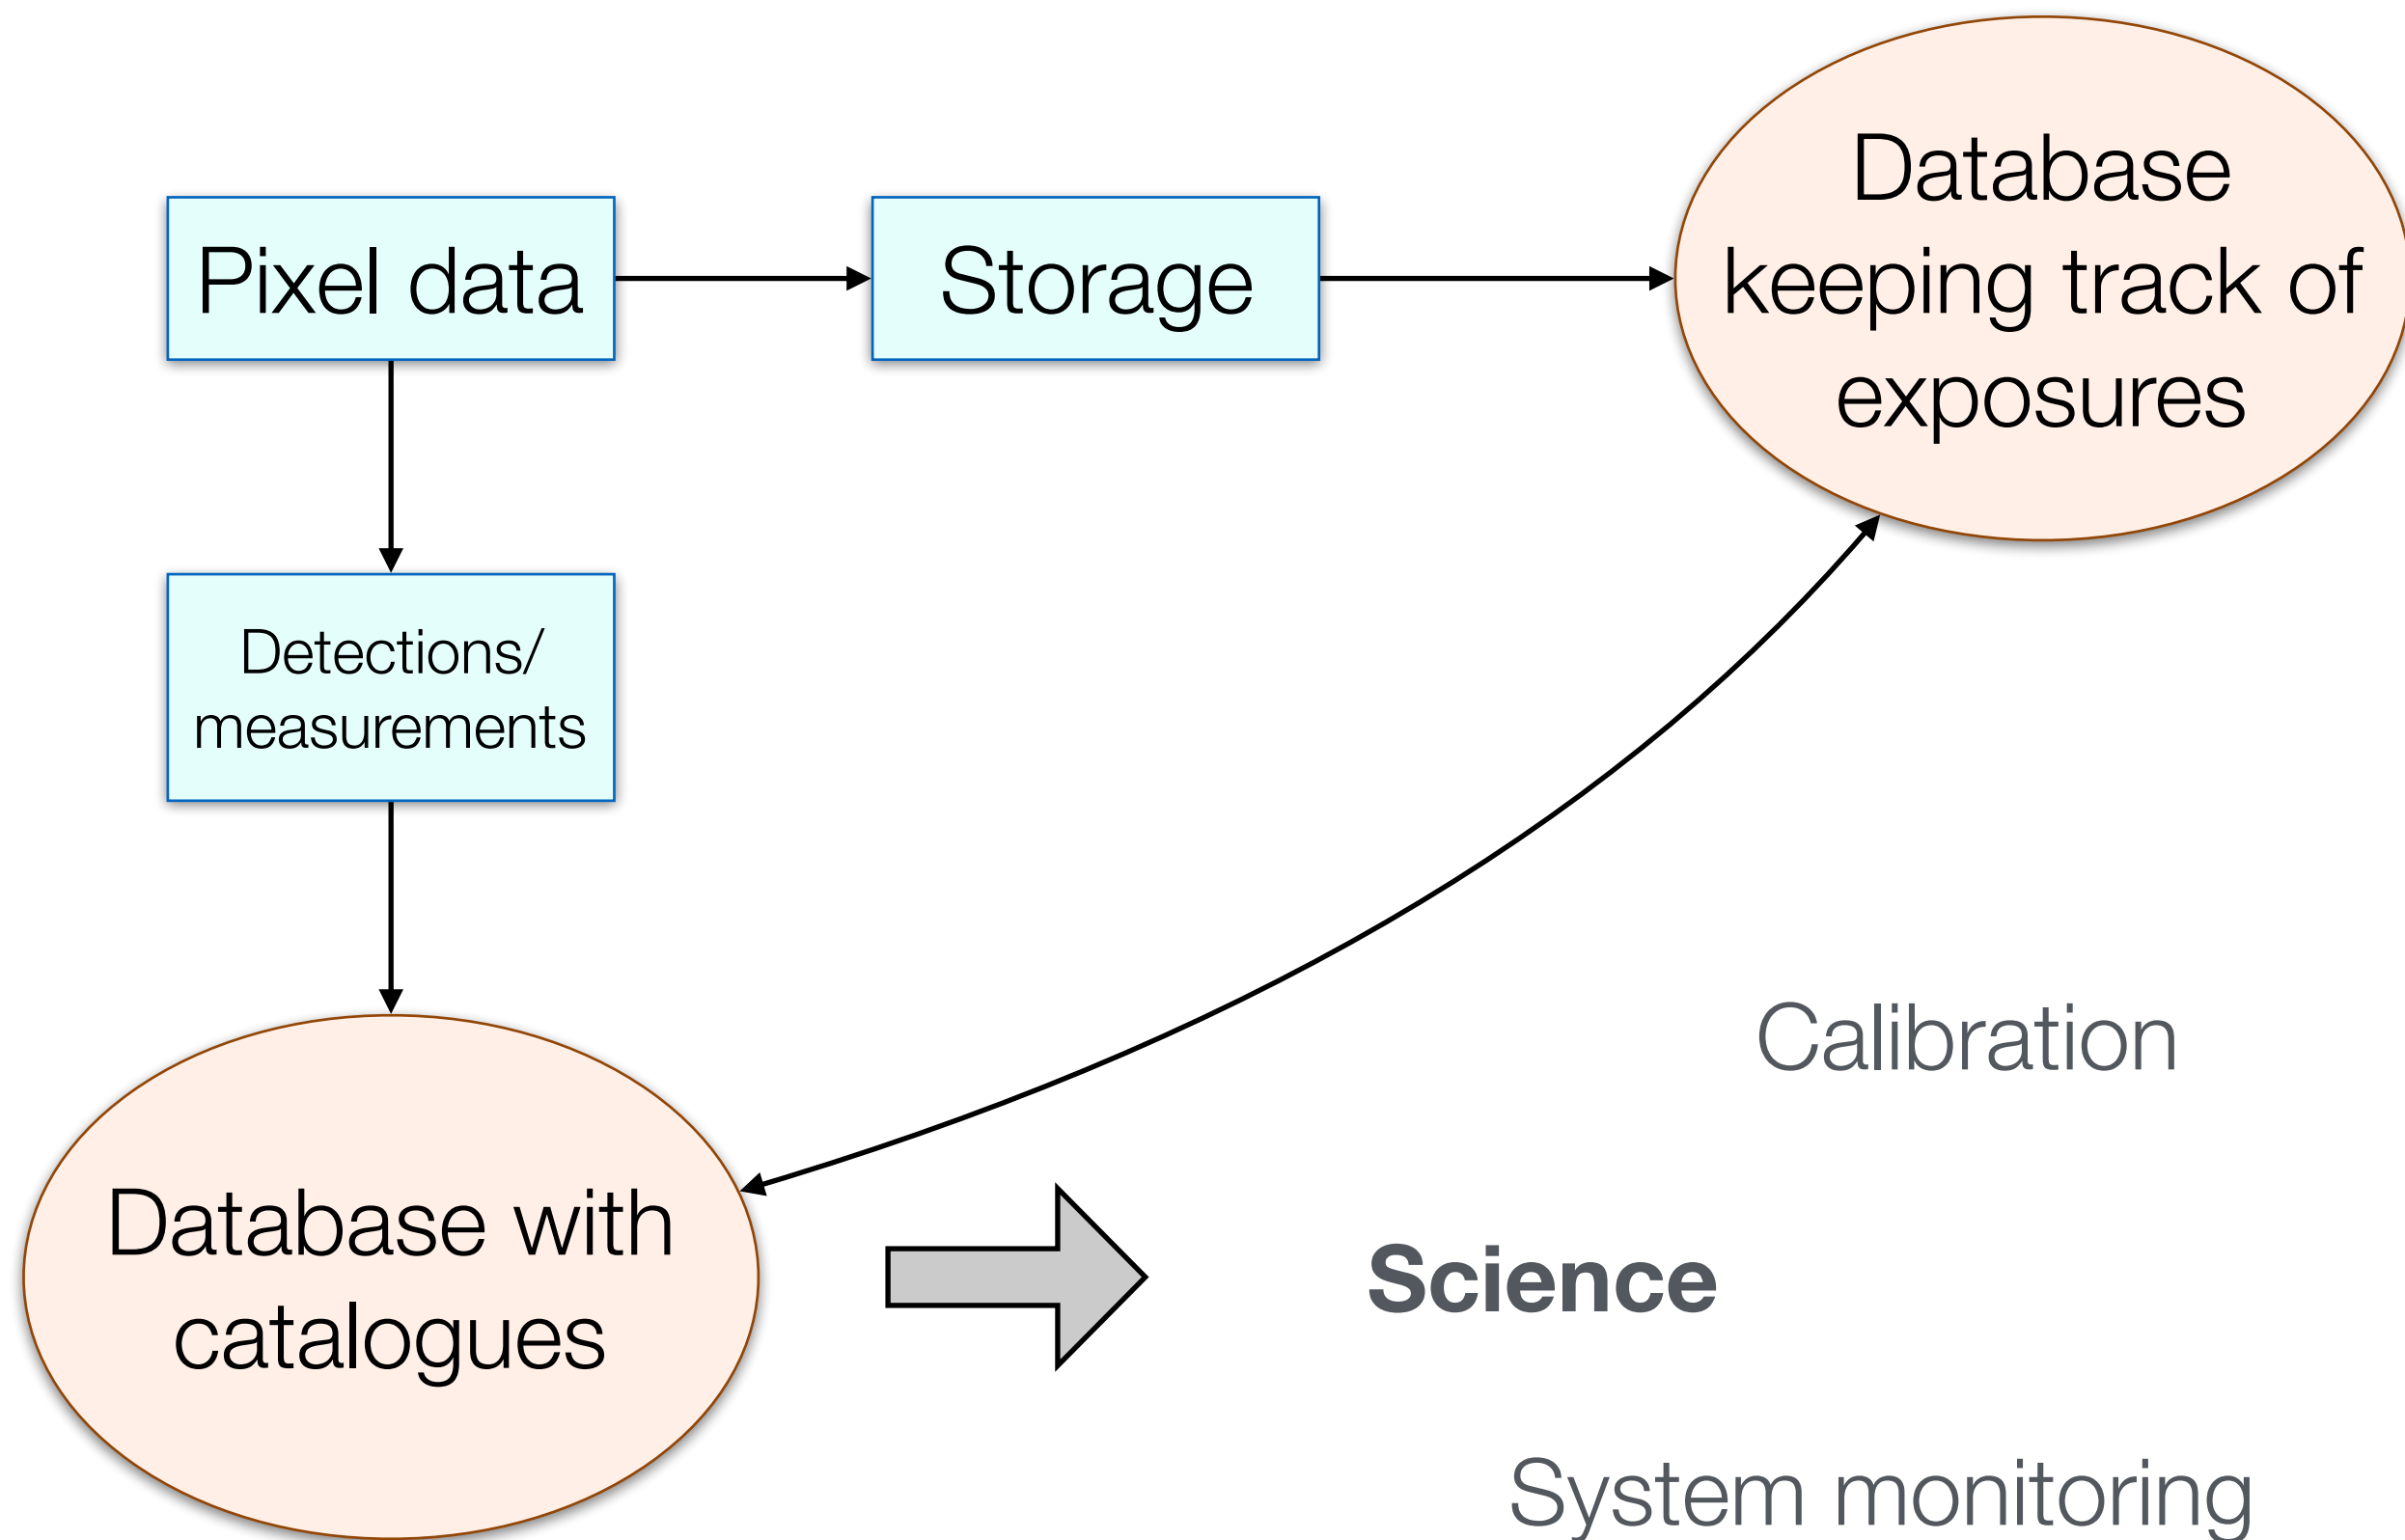 Pixel data
Storage
Database
keeping track of
exposures
Detections/
measurements
Database with
catalogues
Calibration
Science
System monitoring